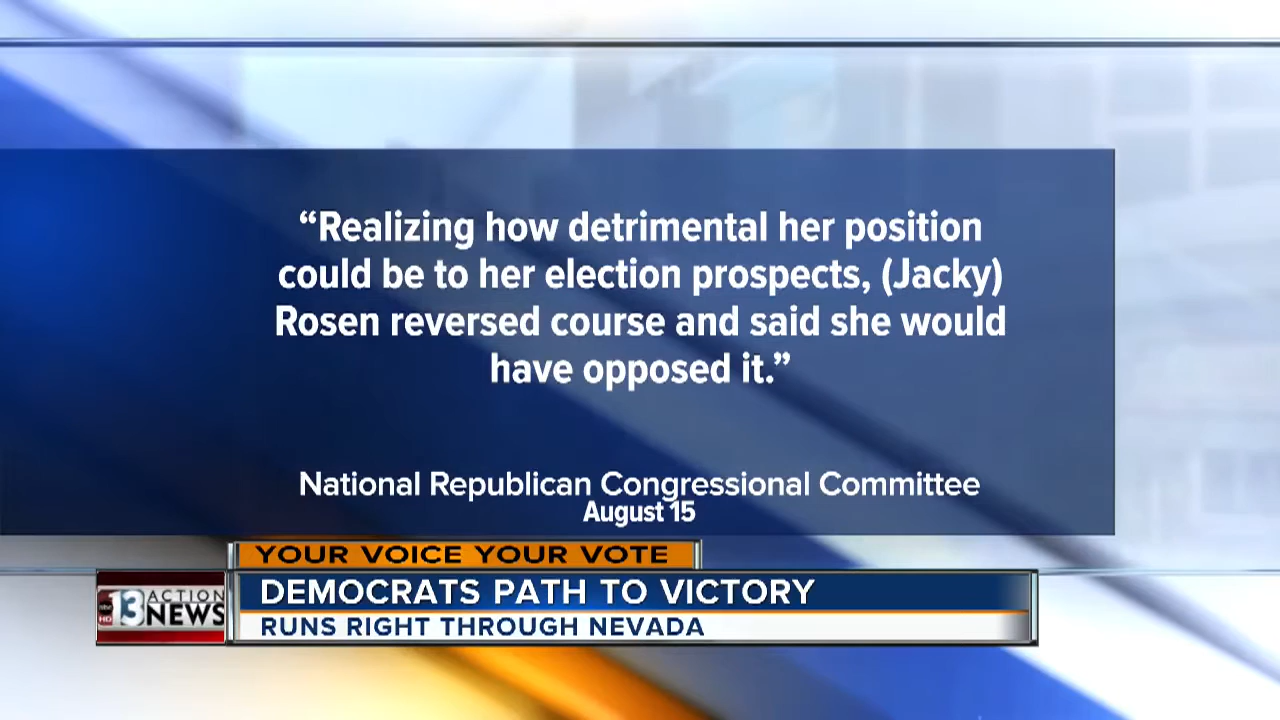 “Realizing how detrimental her position
could be to her election prospects, (Jacky)
Rosen reversed course and said she would
have opposed it.”
National Republican Congressional Committee
August 15
YOUR VOICE YOUR VOTE
DEMOCRATS PATH TO VICTORY
RUNS RIGHT THROUGH NEVADA
abc
HD
13
ACTION
NEWS